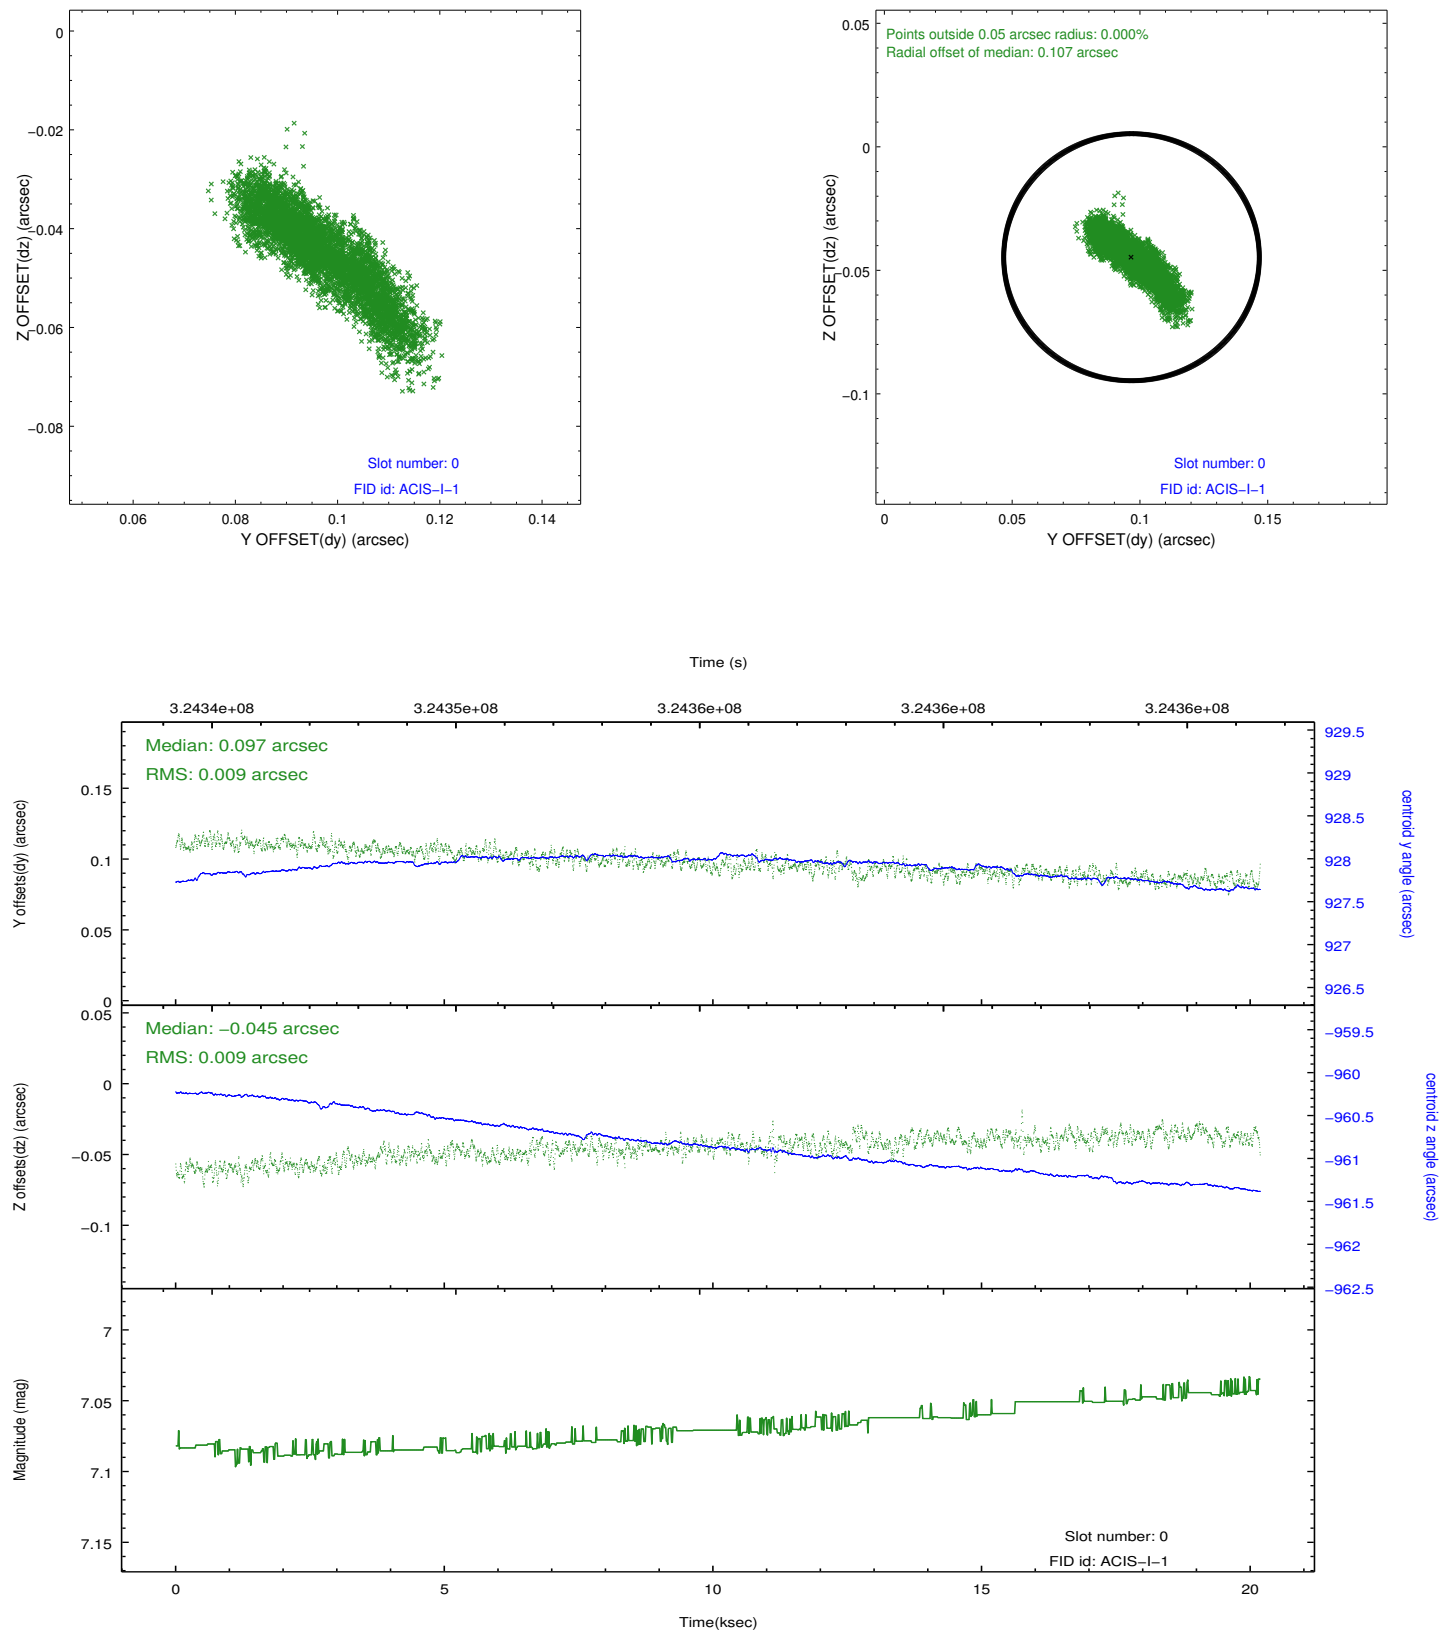 0
−0.02
−0.04
−0.06
−0.08
Z OFFSET(dz) (arcsec)
Slot number: 0
FID id: ACIS−I−1
0.06
0.08
0.1
0.12
0.14
Y OFFSET(dy) (arcsec)
0.05
0
−0.05
−0.1
Z OFFSET(dz) (arcsec)
Points outside 0.05 arcsec radius: 0.000%
Radial offset of median: 0.107 arcsec
Slot number: 0
FID id: ACIS−I−1
0
0.05
0.1
0.15
Y OFFSET(dy) (arcsec)
Time (s)
3.2434e+08
3.2435e+08
3.2436e+08
3.2436e+08
3.2436e+08
Median: 0.097 arcsec
RMS: 0.009 arcsec
0.15
0.1
0.05
0
Y offsets(dy) (arcsec)
929.5
929
928.5
928
927.5
927
926.5
centroid y angle (arcsec)
Median: −0.045 arcsec
RMS: 0.009 arcsec
0.05
0
−0.05
−0.1
Z offsets(dz) (arcsec)
−959.5
−960
−960.5
−961
−961.5
−962
−962.5
centroid z angle (arcsec)
7
7.05
7.1
7.15
Magnitude (mag)
Slot number: 0
FID id: ACIS−I−1
0
5
10
15
20
Time(ksec)